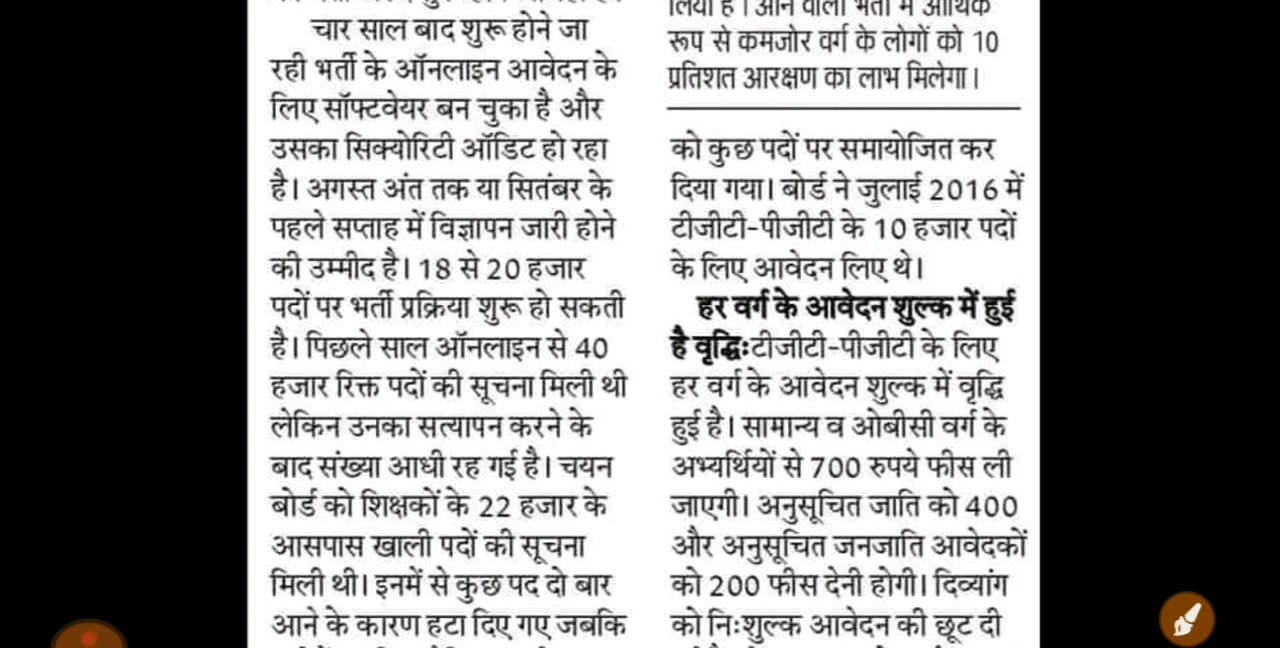 चार साल बाद शुरू होने जा
रही भर्ती के ऑनलाइन आवेदन के
लिए सॉफ्टवेयर बन चुका है और
उसका सिक्योरिटी ऑडिट हो रहा
है। अगस्त अंत तक या सितंबर के
पहले सप्ताह में विज्ञापन जारी होने
की उम्मीद है। 18 से 20 हजार
पदों पर भर्ती प्रक्रिया शुरू हो सकती
है। पिछले साल ऑनलाइन से 40
हजार रिक्त पदों की सूचना मिली थी
लेकिन उनका सत्यापन करने के
बाद संख्या आधी रह गई है। चयन
बोर्ड को शिक्षकों के 22 हजार के
आसपास खाली पदों की सूचना
मिली थी। इनमें से कुछ पद दो बार
आने के कारण हटा दिए गए जबकि
लिया है। आने वाली भर्ती में आर्थिक
रूप से कमजोर वर्ग के लोगों को 10
प्रतिशत आरक्षण का लाभ मिलेगा।
को कुछ पदों पर समायोजित कर
दिया गया। बोर्ड ने जुलाई 2016 में
टीजीटी-पीजीटी के 10 हजार पदों
के लिए आवेदन लिए थे।
हर वर्ग के आवेदन शुल्क में हुई
है वृद्धिः टीजीटी-पीजीटी के लिए
हर वर्ग के आवेदन शुल्क में वृद्धि
हुई है। सामान्य व ओबीसी वर्ग के
अभ्यर्थियों से 700 रुपये फीस ली
जाएगी। अनुसूचित जाति को 400
और अनुसूचित जनजाति आवेदकों
को 200 फीस देनी होगी। दिव्यांग
को निःशुल्क आवेदन की छूट दी